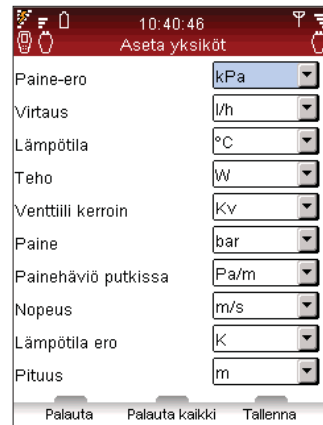 10:40:46
Aseta yksiköt
Paine-ero kPa
Virtaus l/h
Lämpötila °C
Teho W
Venttiili kerroin Kv
Paine bar
Painehäviö putkissa Pa/m
Nopeus m/s
Lämpötila ero K
Pituus m
Palauta Palauta kaikki Tallenna